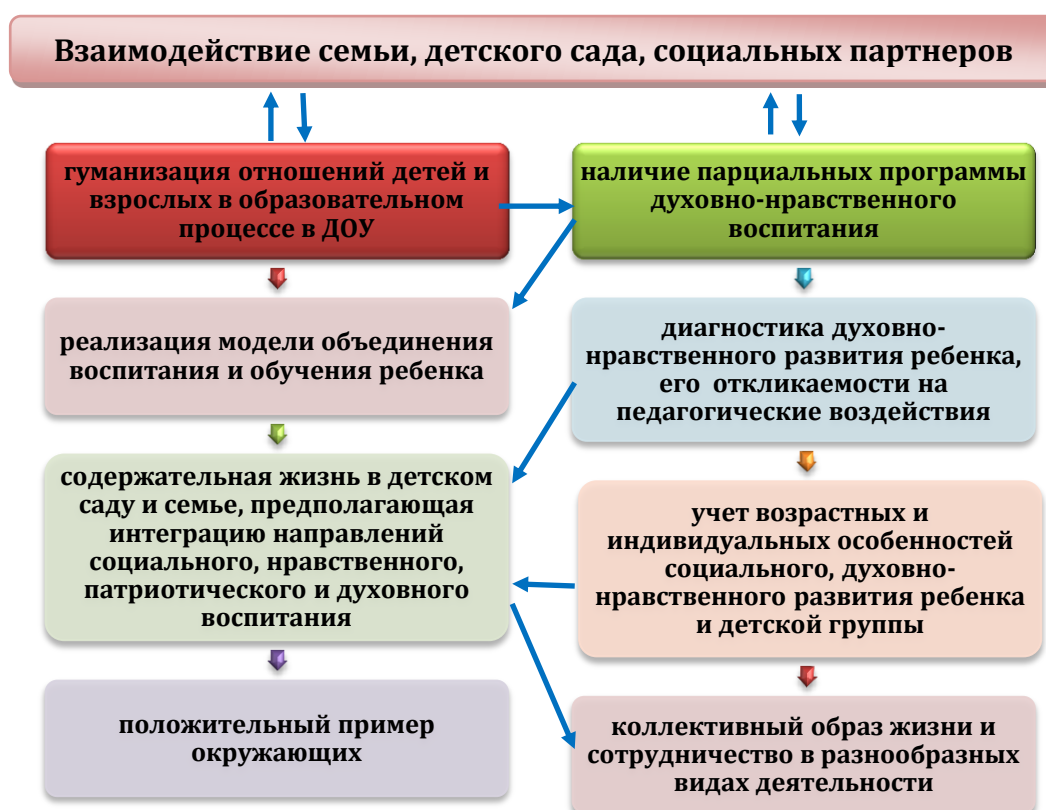 Взаимодействие семьи, детского сада, социальных партнеров
гуманизация отношений детей и
взрослых в образовательном
процессе в ДОУ
реализация модели объединения
воспитания и обучения ребенка
содержательная жизнь в детском
саду и семье, предполагающая
интеграцию направлений
социального, нравственного,
патриотического и духовного
воспитания
положительный пример
окружающих
наличие парциальных программы
духовно-нравственного
воспитания
диагностика духовно-
нравственного развития ребенка,
его откликаемости на
педагогические воздействия
учет возрастных и
индивидуальных особенностей
социального, духовно-
нравственного развития ребенка
и детской группы
коллективный образ жизни и
сотрудничество в разнообразных
видах деятельности